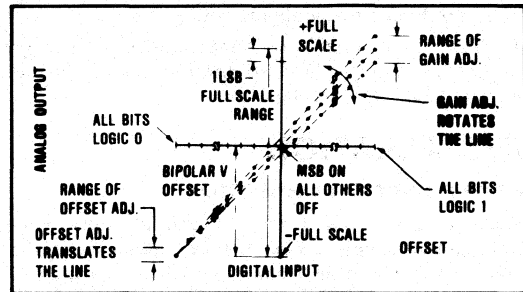 +FULL
SCALE
RANGE OF
GAIN ADJ.
1LSB-
FULL SCALE
RANGE
ANALOG OUTPUT
ALL BITS
LOGIC 0
GAIN ADJ.
ROTATES
THE LINE
BIPOLAR V
OFFSET
MSB ON
ALL OTHERS
OFF
ALL BITS
LOGIC 1
RANGE OF
OFFSET ADJ.
OFFSET ADJ.
TRANSLATES
THE LINE
-FULL SCALE
OFFSET
DIGITAL INPUT